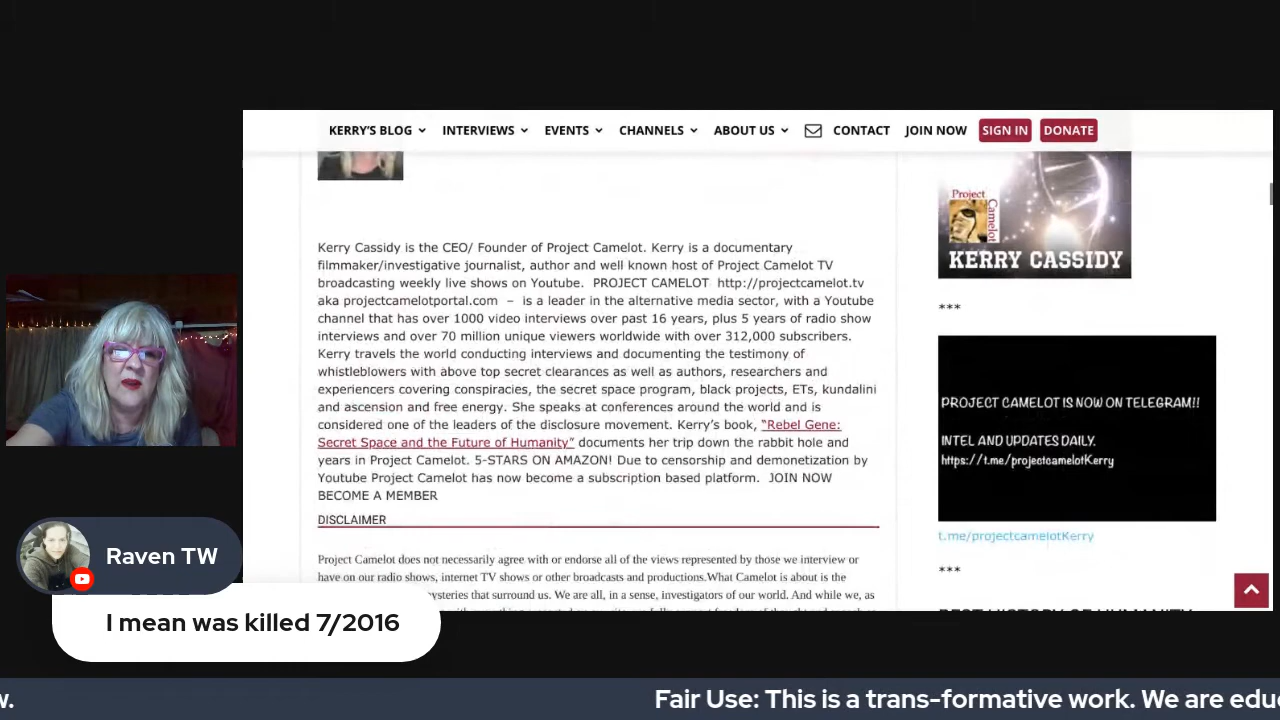 KERRY'S BLOG INTERVIEWS EVENTS CHANNELS ABOUT US CONTACT JOIN NOW SIGN IN DONATE
Kerry Cassidy is the CEO/ Founder of Project Camelot. Kerry is a documentary
filmmaker/investigative journalist, author and well known host of Project Camelot TV
broadcasting weekly live shows on Youtube.  PROJECT CAMELOT  http://projectcamelot.tv
aka projectcamelotportal.com  –  is a leader in the alternative media sector, with a Youtube
channel that has over 1000 video interviews over past 16 years, plus 5 years of radio show
interviews and over 70 million unique viewers worldwide with over 312,000 subscribers.
Kerry travels the world conducting interviews and documenting the testimony of
whistleblowers with above top secret clearances as well as authors, researchers and
experiencers covering conspiracies, the secret space program, black projects, ETs, kundalini
and ascension and free energy. She speaks at conferences around the world and is
considered one of the leaders of the disclosure movement. Kerry's book, "Rebel Gene:
Secret Space and the Future of Humanity" documents her trip down the rabbit hole and
years in Project Camelot. 5-STARS ON AMAZON! Due to censorship and demonetization by
Youtube Project Camelot has now become a subscription based platform.  JOIN NOW
BECOME A MEMBER
DISCLAIMER
Project Camelot does not necessarily agree with or endorse all of the views represented by those we interview or
have on our radio shows, internet TV shows or other broadcasts and productions.What Camelot is about is the
mysteries that surround us. We are all, in a sense, investigators of our world. And while we, as
Project
Camelot
KERRY CASSIDY
***
PROJECT CAMELOT IS NOW ON TELEGRAM!!
INTEL AND UPDATES DAILY.
https://t.me/projectcamelotKerry
t.me/projectcamelotKerry
***
Raven TW
I mean was killed 7/2016
w.
Fair Use: This is a trans-formative work. We are edu